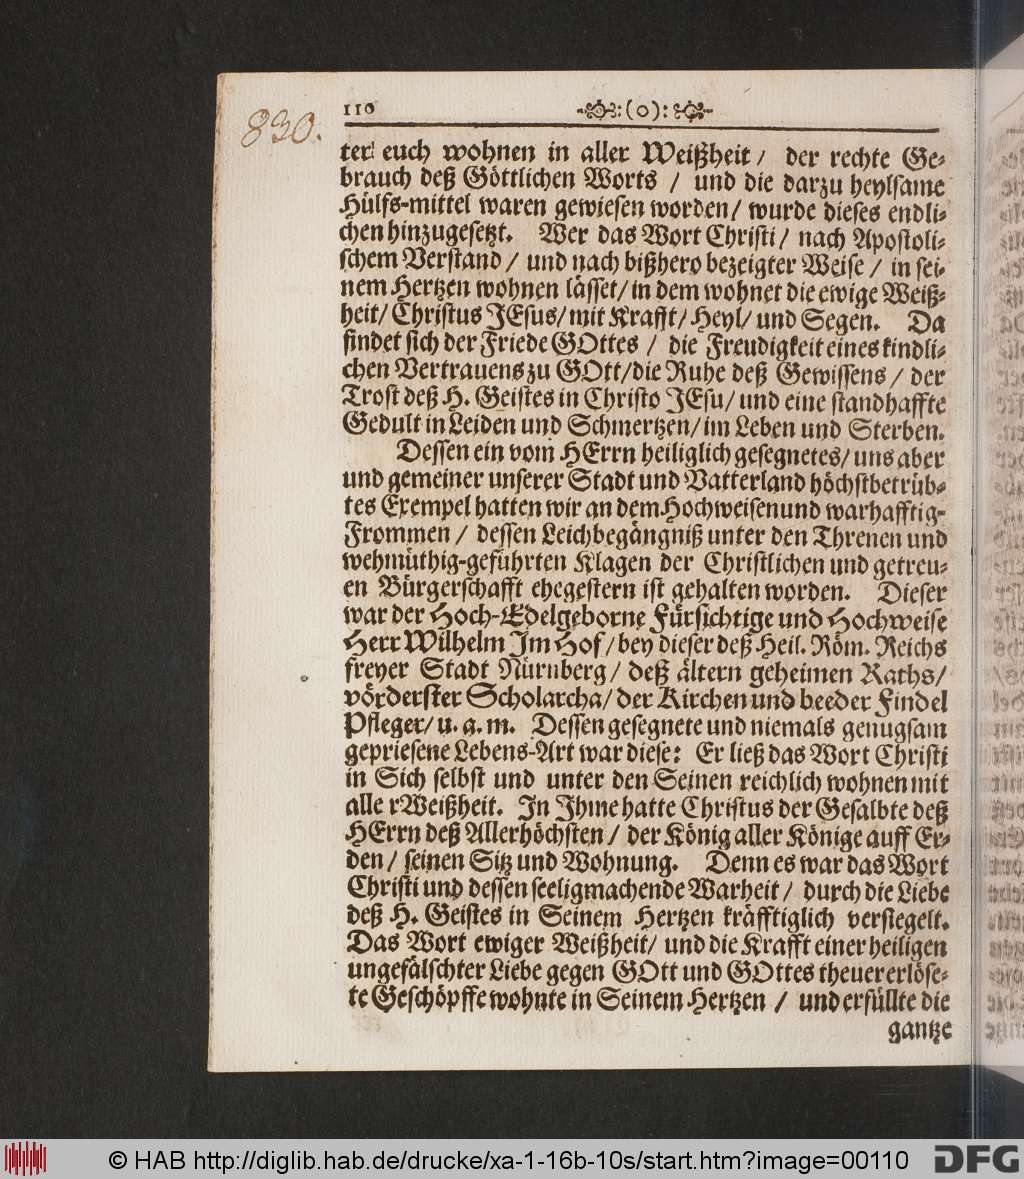 830.
110 :(o):
ter euch wohnen in aller Weißheit / der rechte Ge-
brauch deß Göttlichen Worts / und die darzu heylsame
Hülfs-mittel waren gewiesen worden / wurde dieses endli-
chen hinzugesetzt. Wer das Wort Christi / nach Apostoli-
schem Verstand / und nach bißhero bezeigter Weise / in sei-
nem Hertzen wohnen lässet / in dem wohnet die ewige Weiß-
heit / Christus JEsus / mit Krafft / Heyl / und Segen. Da
findet sich der Friede GOttes / die Freudigkeit eines kindli-
chen Vertrauens zu GOtt / die Ruhe deß Gewissens / der
Trost deß H. Geistes in Christo JEsu / und eine standhaffte
Gedult in Leiden und Schmertzen / im Leben und Sterben.
Dessen ein vom HErrn heiliglich gesegnetes / uns aber
und gemeiner unserer Stadt und Vatterland höchstbetrüb-
tes Exempel hatten wir an dem Hochweisen und warhafftig-
Frommen / dessen Leichbegängniß unter den Threnen und
wehmüthig-geführten Klagen der Christlichen und getreu-
en Bürgerschafft ehegestern ist gehalten worden. Dieser
war der Hoch-Edelgeborne Fürsichtige und Hochweise
Herr Wilhelm Im Hof / bey dieser deß Heil. Röm. Reichs
freyer Stadt Nürnberg / deß ältern geheimen Raths /
vörderster Scholarcha / der Kirchen und beeder Findel
Pfleger / u. a. m. Dessen gesegnete und niemals genugsam
gepriesene Lebens-Art war diese: Er ließ das Wort Christi
in Sich selbst und unter den Seinen reichlich wohnen mit
alle rWeißheit. In Ihme hatte Christus der Gesalbte deß
HErrn deß Allerhöchsten / der König aller Könige auff Er-
den / seinen Sitz und Wohnung. Denn es war das Wort
Christi und dessen seeligmachende Warheit / durch die Liebe
deß H. Geistes in Seinem Hertzen kräfftiglich versiegelt.
Das Wort ewiger Weißheit / und die Krafft einer heiligen
ungefälschter Liebe gegen GOtt und GOttes theuer erlöse-
te Geschöpffe wohnte in Seinem Hertzen / und erfüllte die
gantze
© HAB http://diglib.hab.de/drucke/xa-1-16b-10s/start.htm?image=00110
DFG